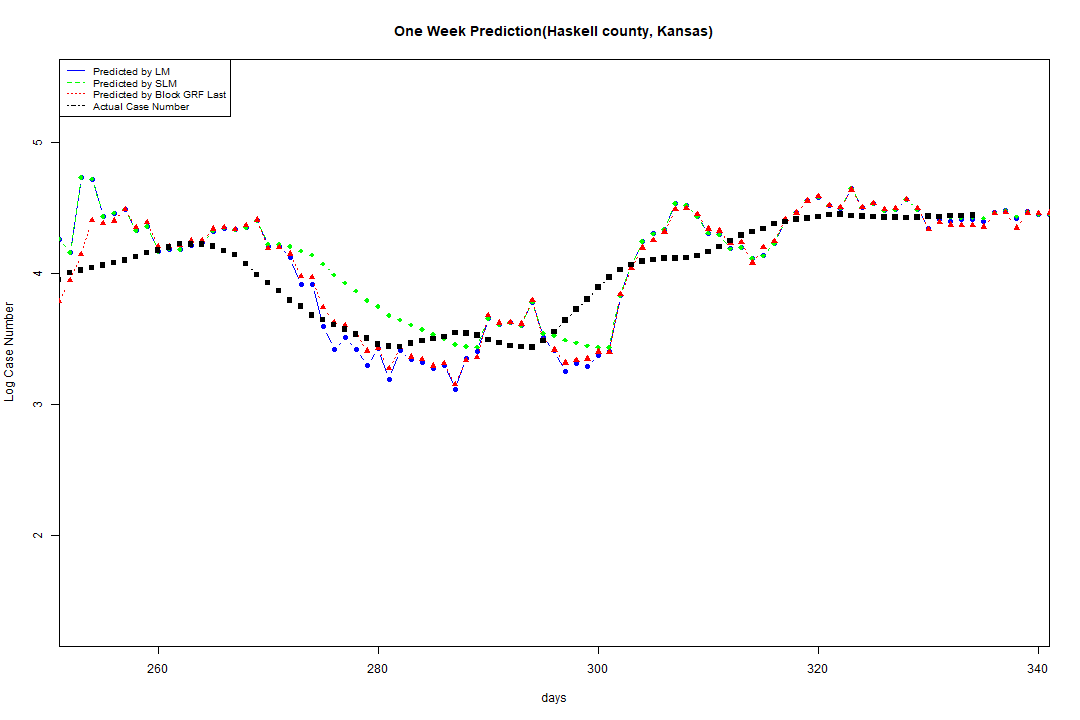 One Week Prediction(Haskell county, Kansas)
Predicted by LM
Predicted by SLM
Predicted by Block GRF Last
Actual Case Number
5
4
3
2
Log Case Number
260 280 300 320 340
days